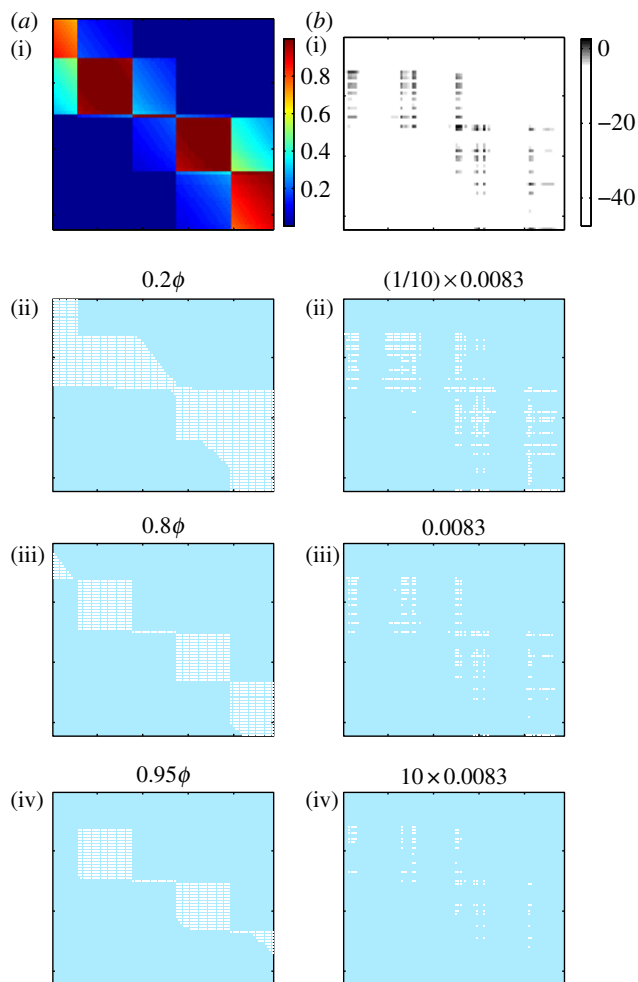 (a)
(i)
0.8
0.6
0.4
0.2
(b)
(i)
0
−20
−40
0.2ϕ
(ii)
(1/10) × 0.0083
(ii)
0.8ϕ
(iii)
0.0083
(iii)
0.95ϕ
(iv)
10 × 0.0083
(iv)